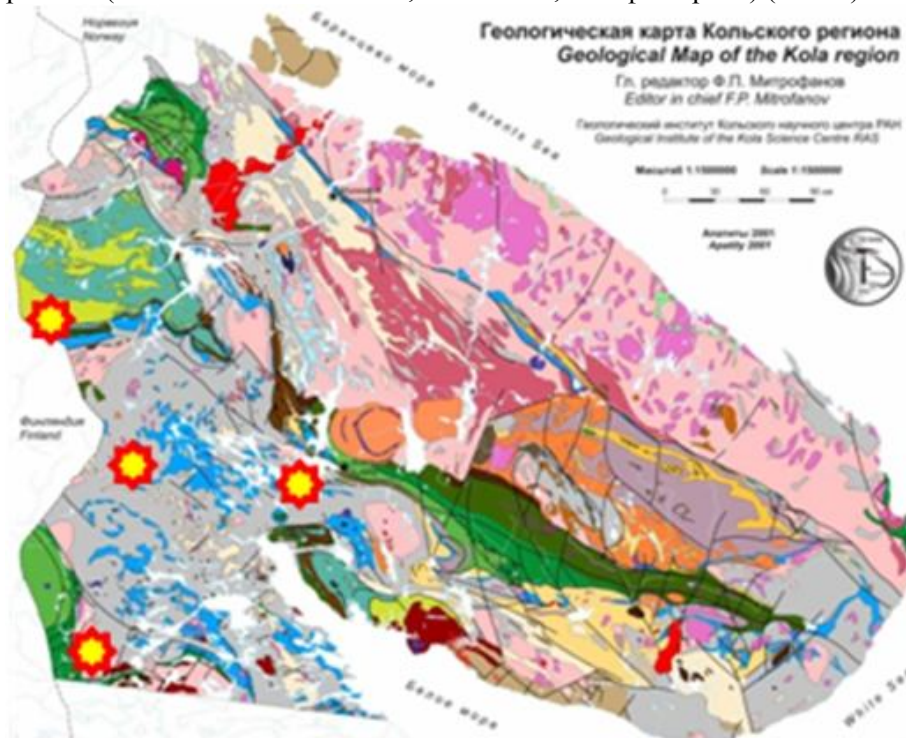 Норвегия
Norway
Баренцево море
Barents Sea
Геологическая карта Кольского региона
Geological Map of the Kola region
Гл. редактор Ф.П. Митрофанов
Editor in chief F.P. Mitrofanov
Геологический институт Кольского научного центра РАН
Geological Institute of the Kola Science Centre RAS
Масштаб 1:1500000 Scale 1:1500000
Апатиты 2001
Apatity 2001
Финляндия
Finland
Белое море
White